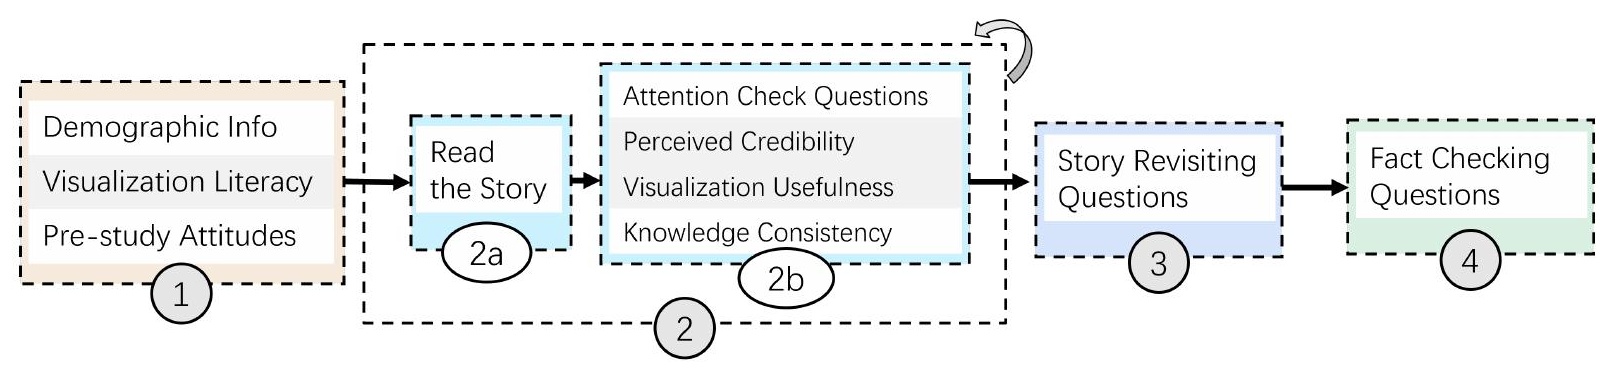 Demographic Info
Visualization Literacy
Pre-study Attitudes
1
Read
the Story
2a
Attention Check Questions
Perceived Credibility
Visualization Usefulness
Knowledge Consistency
2b
2
Story Revisiting
Questions
3
Fact Checking
Questions
4